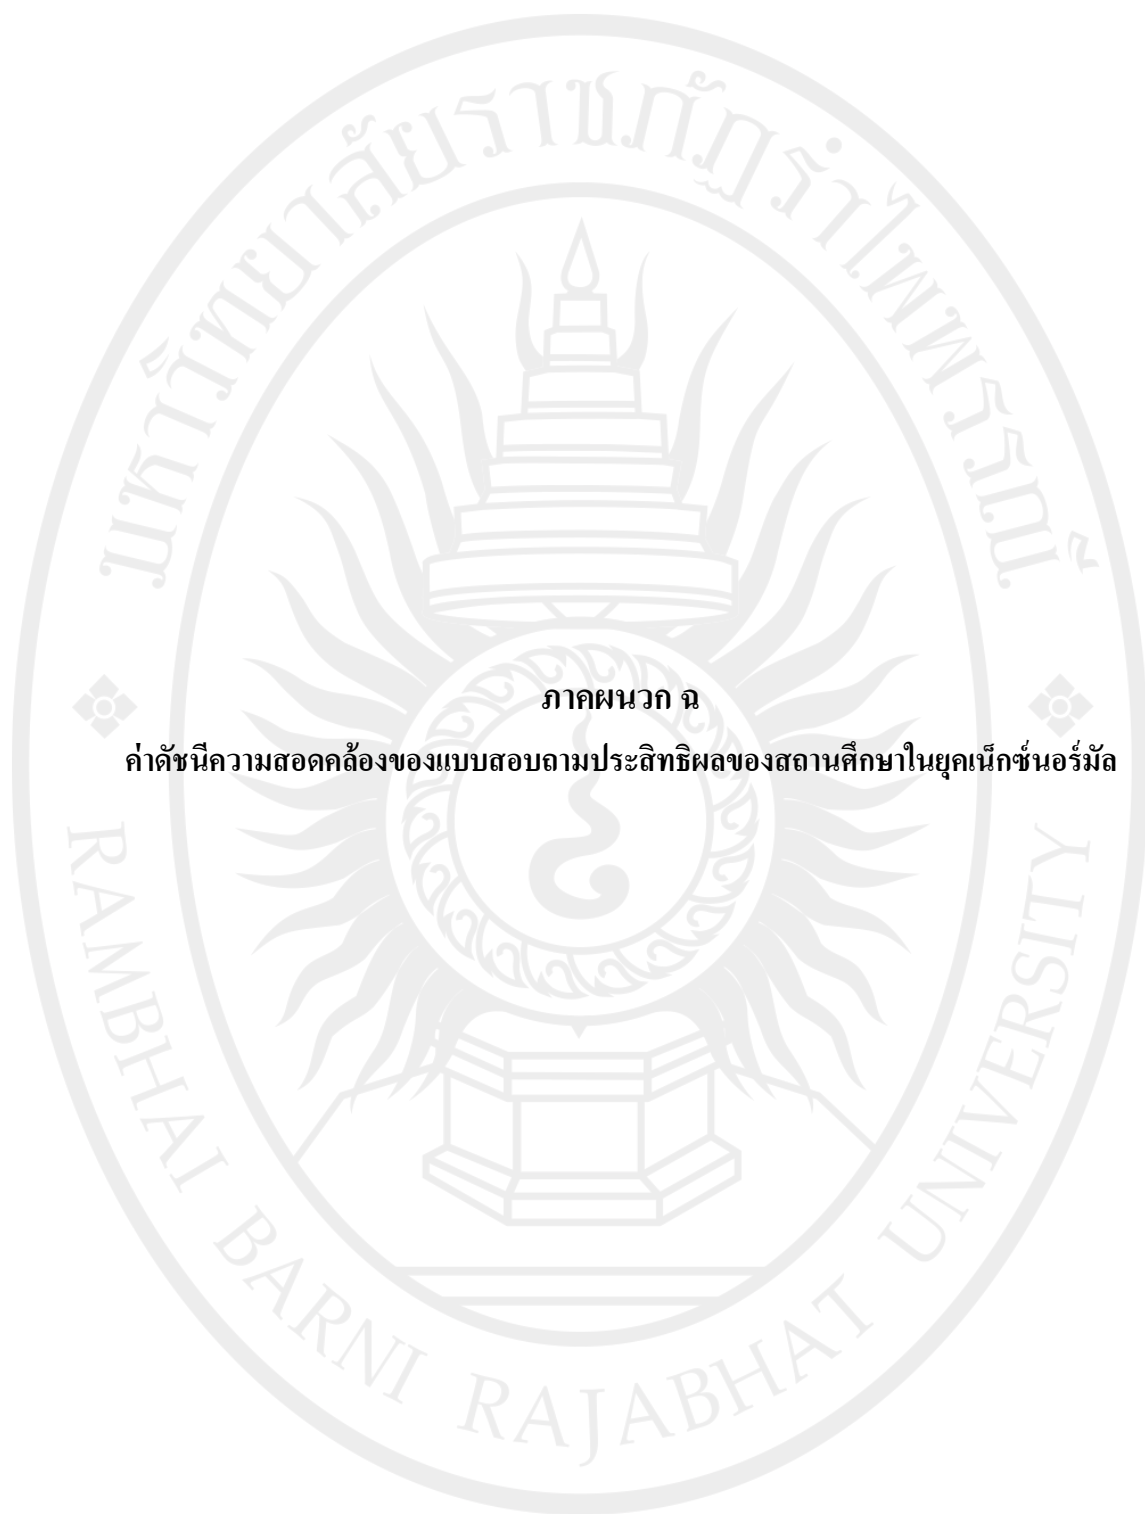 มหาวิทยาลัยราชภัฏรำไพพรรณี
ภาคผนวก ฉ
ค่าดัชนีความสอดคล้องของแบบสอบถามประสิทธิผลของสถานศึกษาในยุคเน็กซ์นอร์มัล
RAMBHAI BARNI RAJABHAT UNIVERSITY